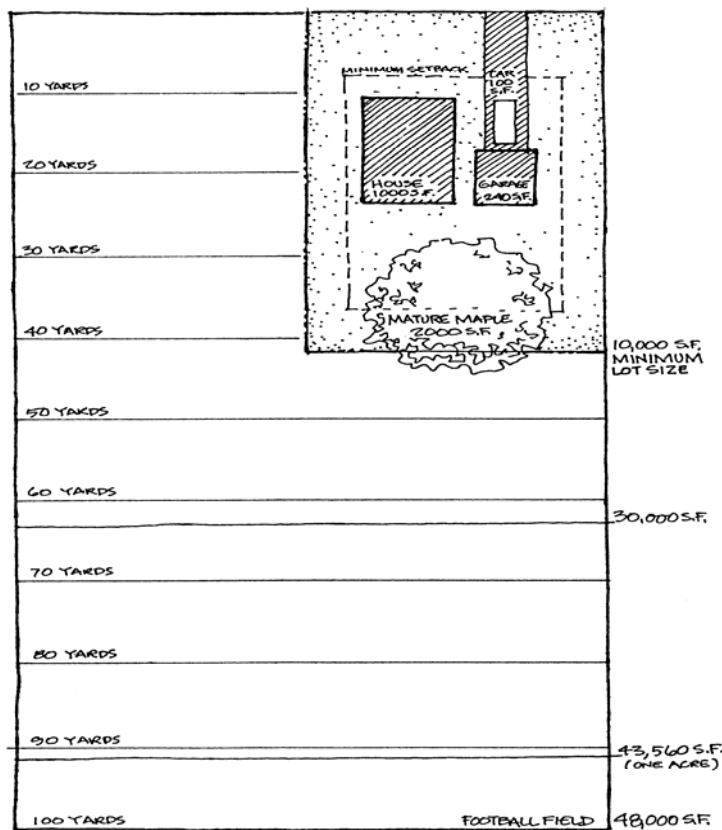 MINIMUM SETBACK
CAR
100
S.F.
10 YARDS
20 YARDS
HOUSE
1000 S.F.
GARAGE
240 S.F.
30 YARDS
MATURE MAPLE
2000 S.F.
40 YARDS
10,000 S.F.
MINIMUM
LOT SIZE
50 YARDS
60 YARDS
30,000 S.F.
70 YARDS
80 YARDS
90 YARDS
43,560 S.F.
(ONE ACRE)
100 YARDS
FOOTBALL FIELD
48,000 S.F.